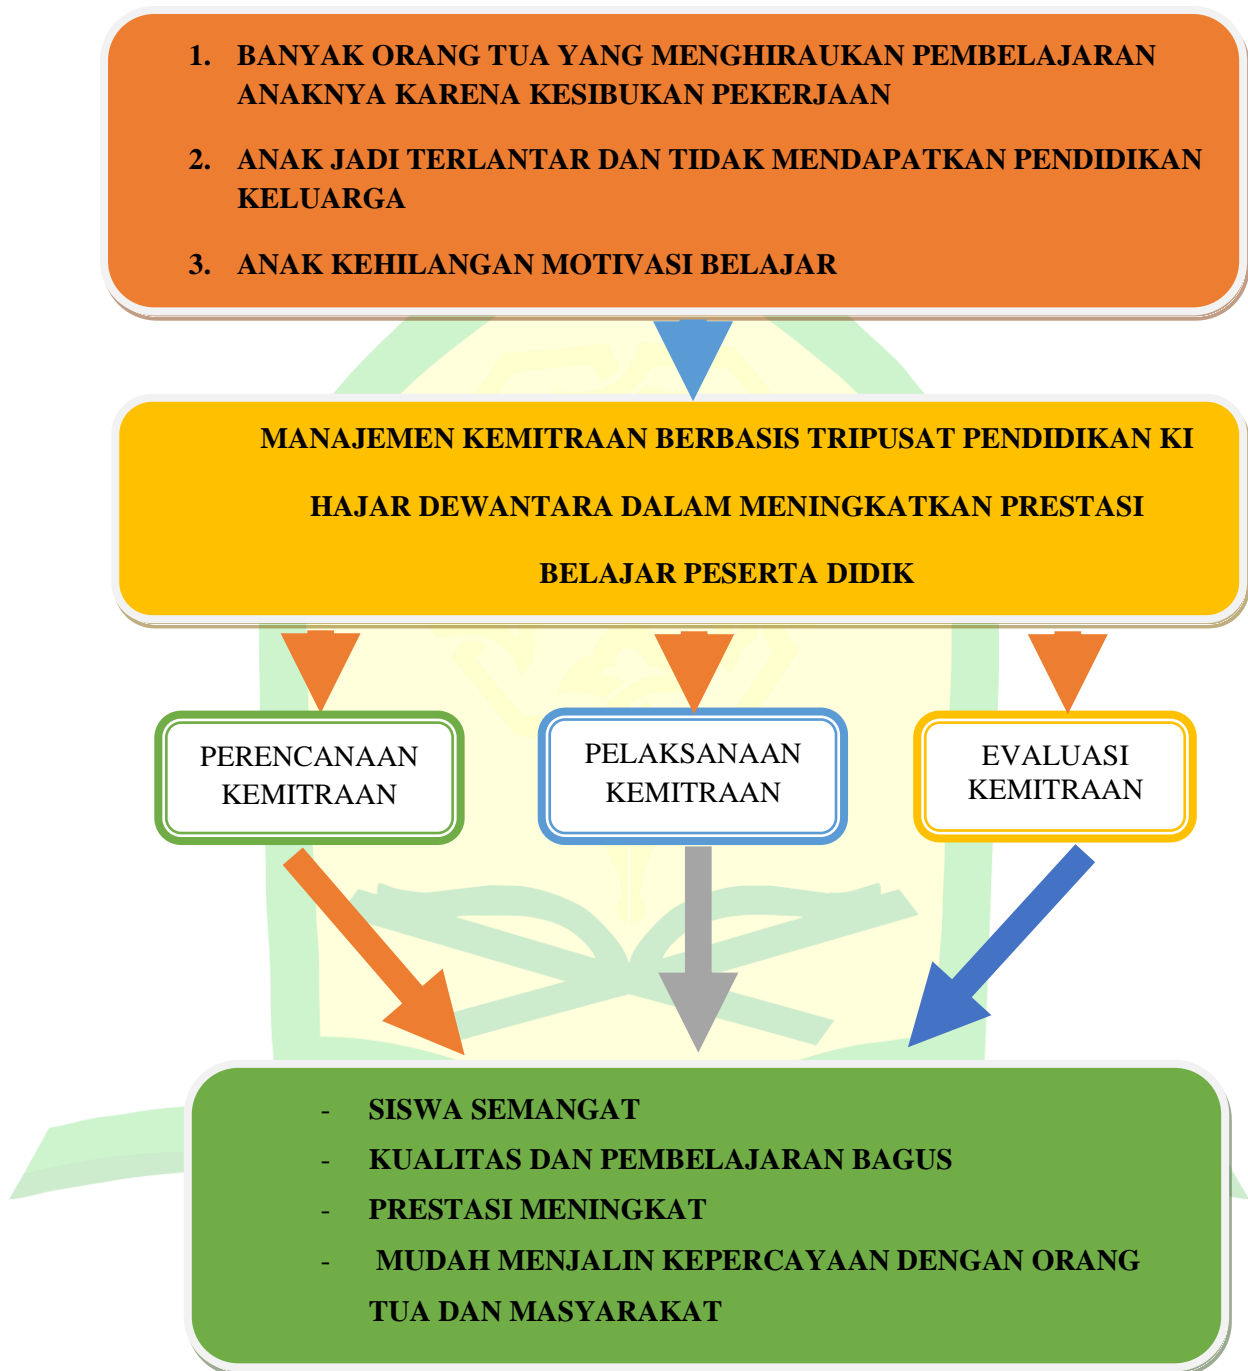 1. BANYAK ORANG TUA YANG MENGHIRAUKAN PEMBELAJARAN
ANAKNYA KARENA KESIBUKAN PEKERJAAN
2. ANAK JADI TERLANTAR DAN TIDAK MENDAPATKAN PENDIDIKAN
KELUARGA
3. ANAK KEHILANGAN MOTIVASI BELAJAR
MANAJEMEN KEMITRAAN BERBASIS TRIPUSAT PENDIDIKAN KI
HAJAR DEWANTARA DALAM MENINGKATKAN PRESTASI
BELAJAR PESERTA DIDIK
PERENCANAAN
KEMITRAAN
PELAKSANAAN
KEMITRAAN
EVALUASI
KEMITRAAN
- SISWA SEMANGAT
- KUALITAS DAN PEMBELAJARAN BAGUS
- PRESTASI MENINGKAT
- MUDAH MENJALIN KEPERCAYAAN DENGAN ORANG
TUA DAN MASYARAKAT